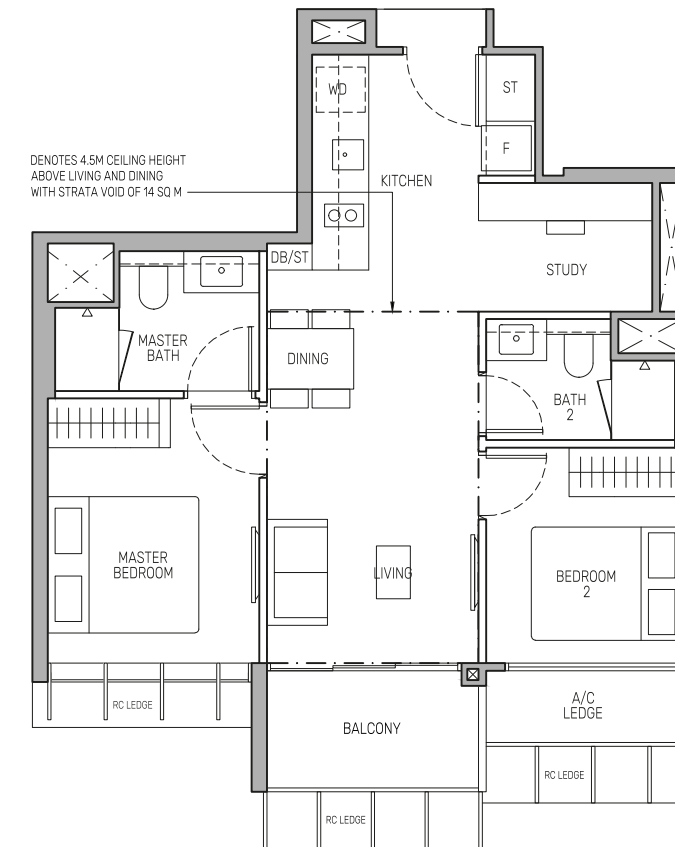 WD
ST
F
DENOTES 4.5M CEILING HEIGHT
ABOVE LIVING AND DINING
WITH STRATA VOID OF 14 SQ M
KITCHEN
DB/ST
STUDY
MASTER
BATH
DINING
BATH
2
MASTER
BEDROOM
LIVING
BEDROOM
2
RC LEDGE
A/C
LEDGE
BALCONY
RC LEDGE
RC LEDGE